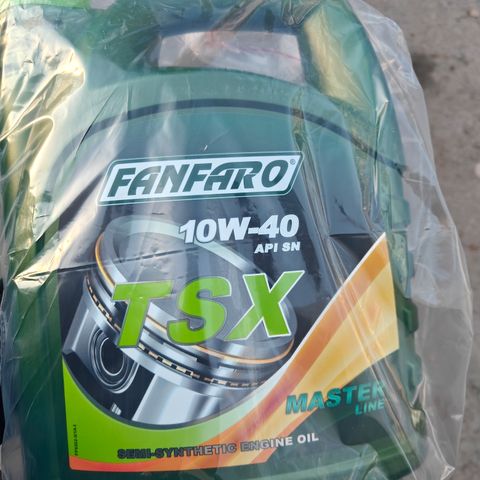 FANFARO®
10W-40
API SN
TSX
MASTER
LINE
SEMI-SYNTHETIC ENGINE OIL